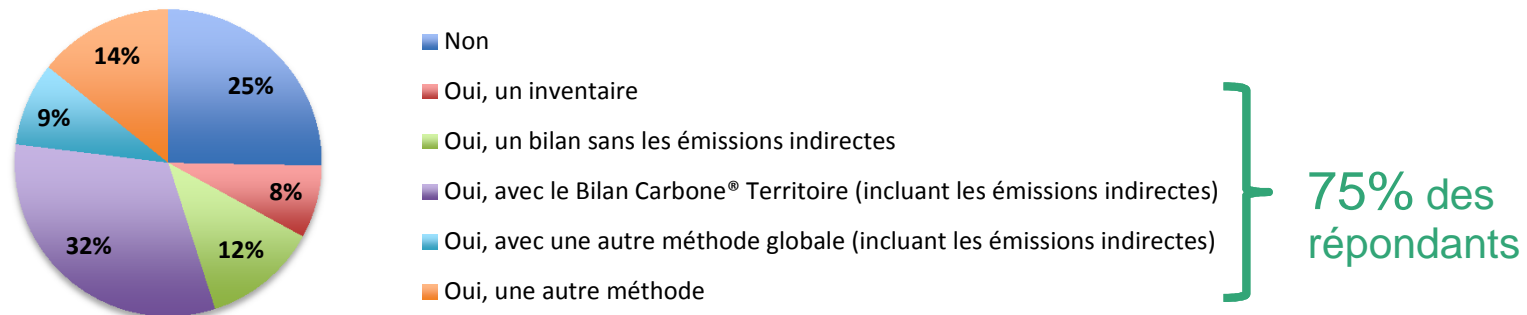 25%
8%
12%
32%
9%
14%
Non
Oui, un inventaire
Oui, un bilan sans les émissions indirectes
Oui, avec le Bilan Carbone® Territoire (incluant les émissions indirectes)
Oui, avec une autre méthode globale (incluant les émissions indirectes)
Oui, une autre méthode
75% des
répondants